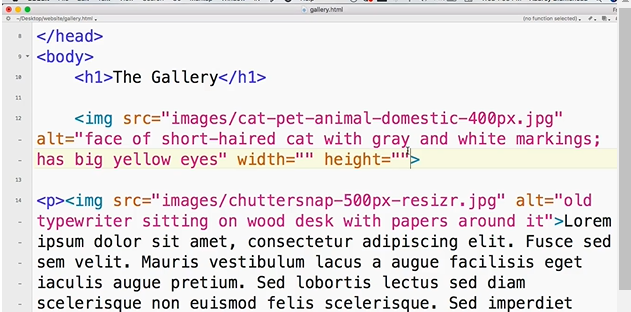 gallery.html
~/Desktop/website/gallery.html
(no function selected)
8 </head>
9 <body>
10 <h1>The Gallery</h1>
11
12 <img src="images/cat-pet-animal-domestic-400px.jpg"
- alt="face of short-haired cat with gray and white markings;
- has big yellow eyes" width="" height="">
13
14 <p><img src="images/chuttersnap-500px-resizr.jpg" alt="old
- typewriter sitting on wood desk with papers around it">Lorem
- ipsum dolor sit amet, consectetur adipiscing elit. Fusce sed
- sem velit. Mauris vestibulum lacus a augue facilisis eget
- iaculis augue pretium. Sed lobortis lectus sed diam
- scelerisque non euismod felis scelerisque. Sed imperdiet